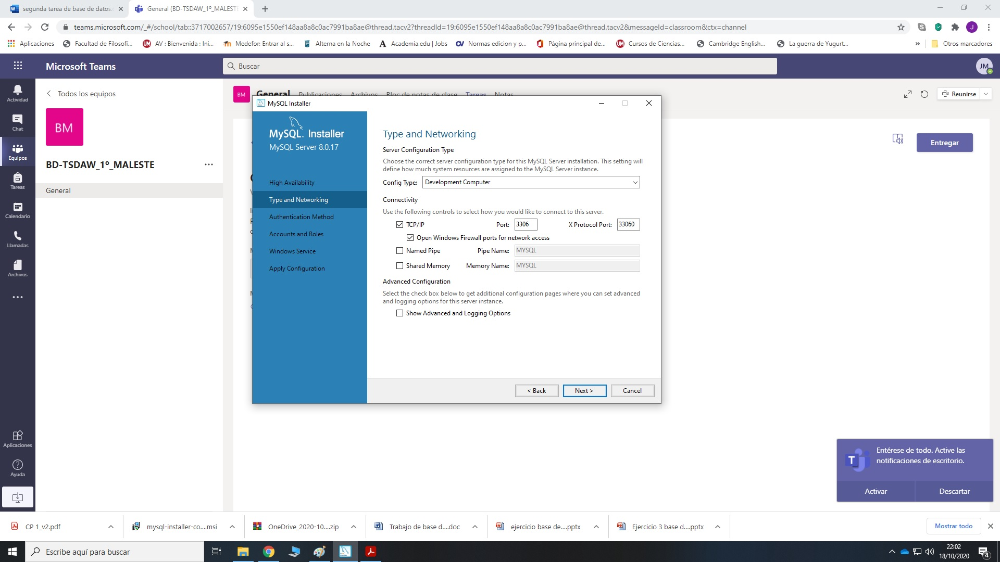 segunda tarea de base de datos.
General (BD-TSDAW_1º_MALESTE
teams.microsoft.com/_#/school/tab::3717002657/19:6095e1550ef148aa8a8c0ac7991ba8ae@thread.tacv2?threadId=19:6095e1550ef148aa8a8c0ac7991ba8ae@thread.tacv2&messageId=classroom&ctx=channel
J
Aplicaciones
Facultad de Filosofí...
AV : Bienvenida : Ini...
Medefor: Entrar al s...
Alterna en la Noche
Academia.edu | Jobs
Normas edicion y p...
Página principal de...
Cursos de Ciencias...
Cambridge English...
La guerra de Yugurt...
»
Otros marcadores
Microsoft Teams
Buscar
JM
Actividad
Chat
Equipos
Tareas
Calendario
Llamadas
Archivos
Aplicaciones
Ayuda
Todos los equipos
BM
BD-TSDAW_1º_MALESTE
General
BM
General
Publicaciones
Archivos
Bloc de notas de clase
Tareas
Notas
Reunirse
Entregar
MySQL Installer
MySQL. Installer
MySQL Server 8.0.17
High Availability
Type and Networking
Authentication Method
Accounts and Roles
Windows Service
Apply Configuration
Type and Networking
Server Configuration Type
Choose the correct server configuration type for this MySQL Server installation. This setting will
define how much system resources are assigned to the MySQL Server instance.
Config Type: Development Computer
Connectivity
Use the following controls to select how you would like to connect to this server.
TCP/IP Port: 3306 X Protocol Port: 33060
Open Windows Firewall ports for network access
Named Pipe Pipe Name: MYSQL
Shared Memory Memory Name: MYSQL
Advanced Configuration
Select the check box below to get additional configuration pages where you can set advanced
and logging options for this server instance.
Show Advanced and Logging Options
< Back
Next >
Cancel
Entérese de todo. Active las
notificaciones de escritorio.
Activar
Descartar
CP 1_v2.pdf
mysql-installer-co....msi
OneDrive_2020-10....zip
Trabajo de base d....doc
ejercicio base de....pptx
Ejercicio 3 base d....pptx
Mostrar todo
Escribe aquí para buscar
22:02
18/10/2020
4